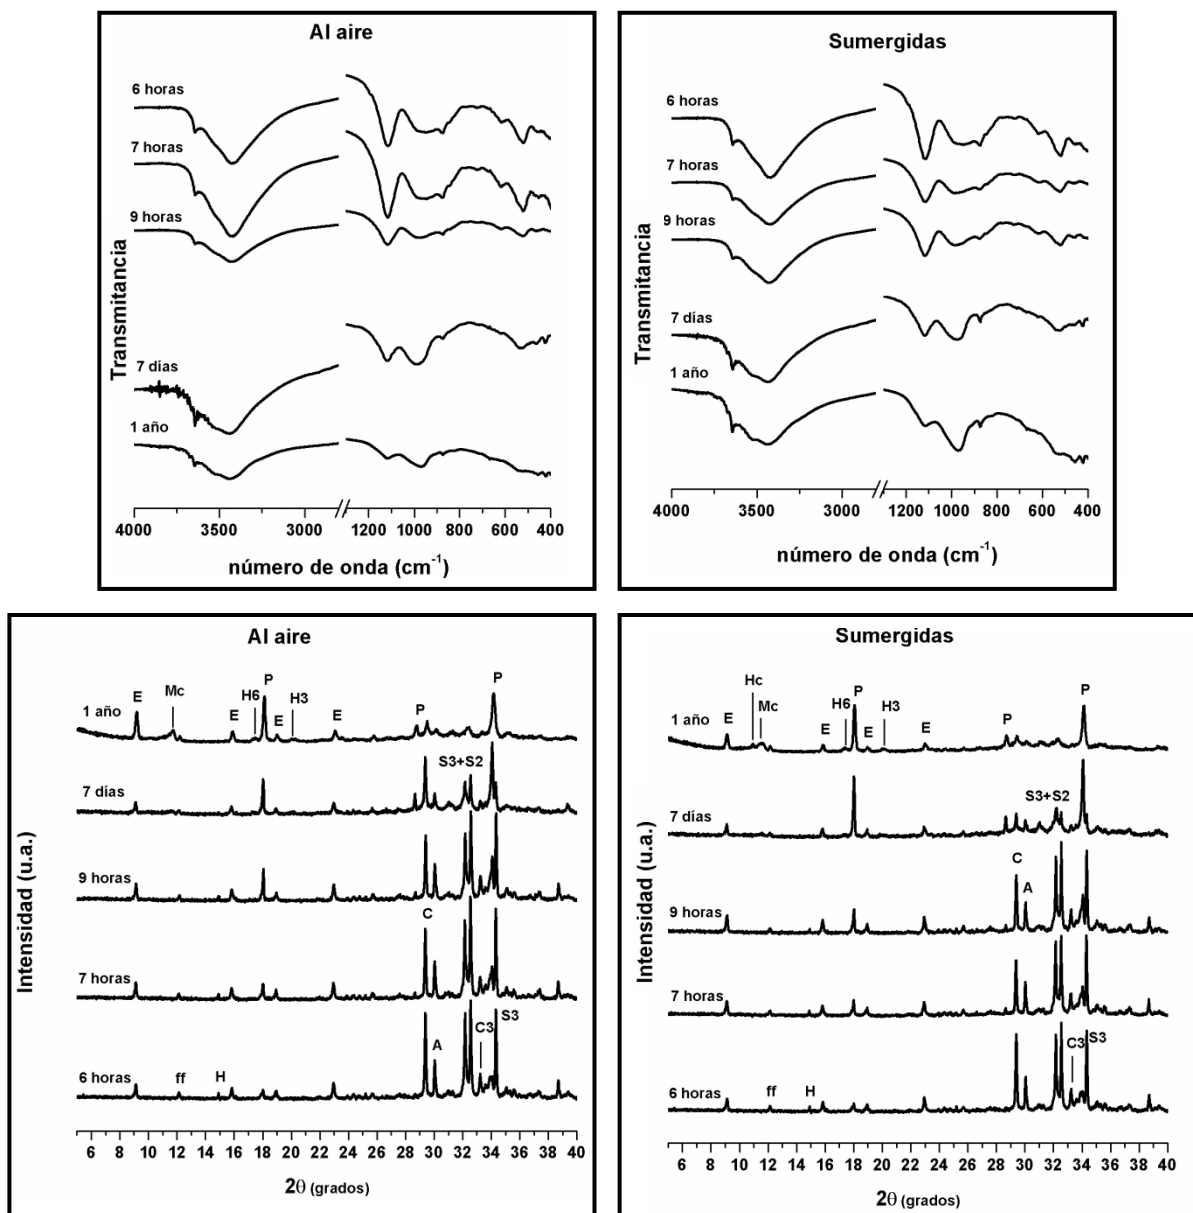 Al aire
6 horas
7 horas
9 horas
7 días
1 año
Transmitancia
4000 3500 3000 1200 1000 800 600 400
número de onda (cm-1)
Sumergidas
6 horas
7 horas
9 horas
7 días
1 año
Transmitancia
4000 3500 3000 1200 1000 800 600 400
número de onda (cm-1)
Al aire
E Mc H6 P H3
1 año E E E P P
S3+S2
7 días
9 horas
C
7 horas
A C3 S3
6 horas ff H
Intensidad (u.a.)
6 8 10 12 14 16 18 20 22 24 26 28 30 32 34 36 38 40
2θ (grados)
Sumergidas
Hc Mc H6 P H3 P
1 año E E E E P
S3+S2
7 días
C
A
9 horas
7 horas
C3 S3
6 horas ff H
Intensidad (u.a.)
6 8 10 12 14 16 18 20 22 24 26 28 30 32 34 36 38 40
2θ (grados)